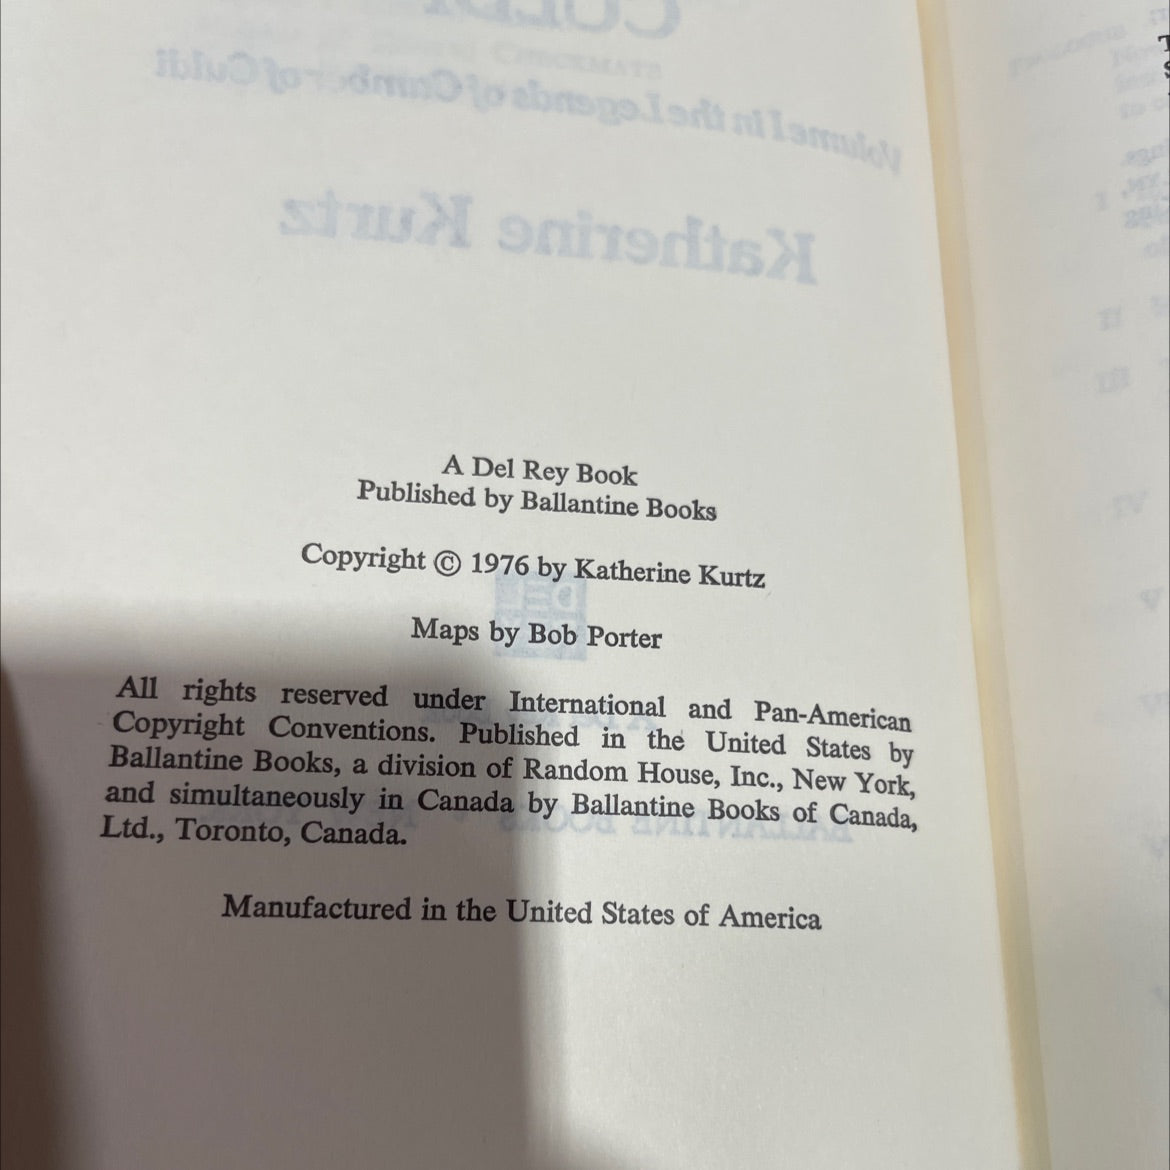 A Del Rey Book
Published by Ballantine Books
Copyright © 1976 by Katherine Kurtz
Maps by Bob Porter
All rights reserved under International and Pan-American
Copyright Conventions. Published in the United States by
Ballantine Books, a division of Random House, Inc., New York,
and simultaneously in Canada by Ballantine Books of Canada,
Ltd., Toronto, Canada.
Manufactured in the United States of America